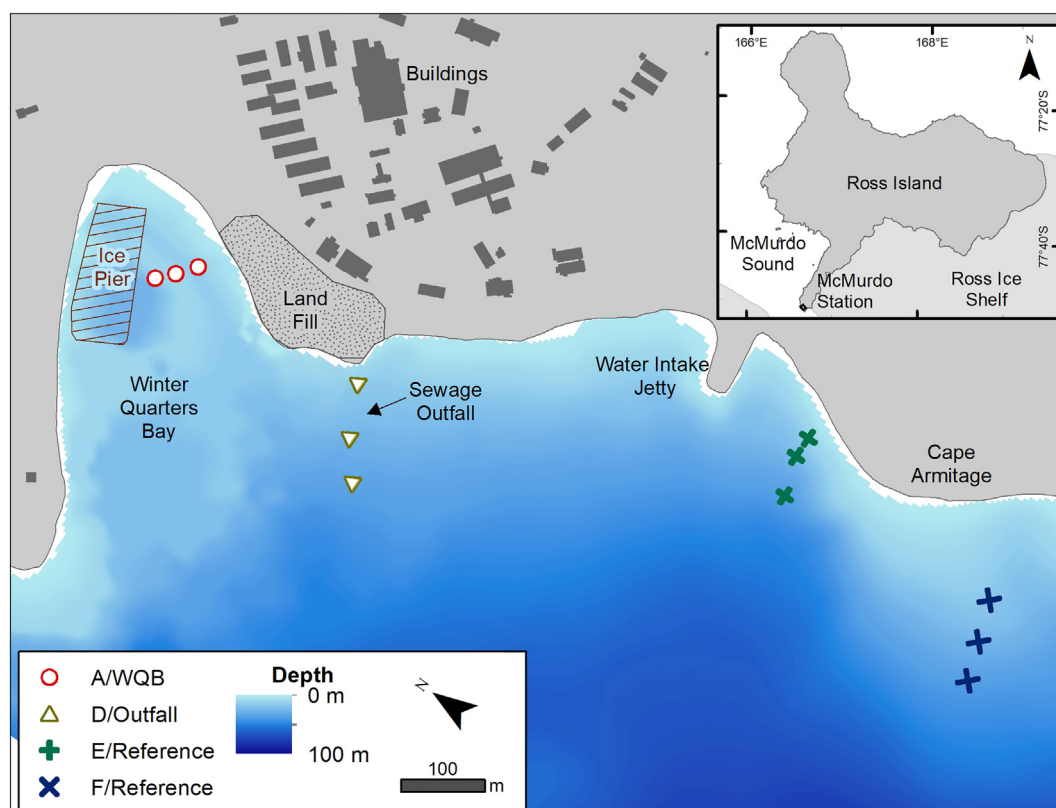 Buildings
Ice
Pier
Land
Fill
Winter
Quarters
Bay
Sewage
Outfall
Water Intake
Jetty
Cape
Armitage
166°E
168°E
N
77°20'S
77°40'S
Ross Island
McMurdo
Sound
McMurdo
Station
Ross Ice
Shelf
A/WQB
D/Outfall
E/Reference
F/Reference
Depth
0 m
100 m
N
100
m